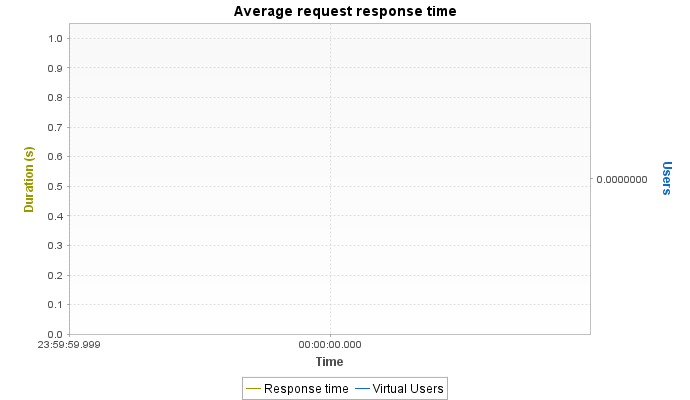 Average request response time
1.0
0.9
0.8
0.7
0.6
0.5
0.4
0.3
0.2
0.1
0.0
Duration (s)
0.0000000
Users
23:59:59.999 00:00:00.000
Time
Response time Virtual Users